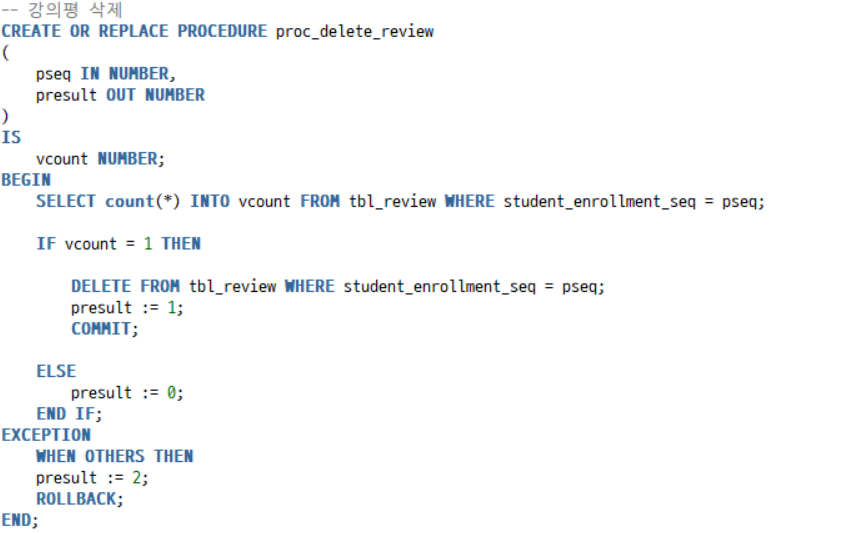 -- 강의평 삭제
CREATE OR REPLACE PROCEDURE proc_delete_review
(
    pseq IN NUMBER,
    presult OUT NUMBER
)
IS
    vcount NUMBER;
BEGIN
    SELECT count(*) INTO vcount FROM tbl_review WHERE student_enrollment_seq = pseq;
    IF vcount = 1 THEN
        DELETE FROM tbl_review WHERE student_enrollment_seq = pseq;
        presult := 1;
        COMMIT;
    ELSE
        presult := 0;
    END IF;
EXCEPTION
    WHEN OTHERS THEN
    presult := 2;
    ROLLBACK;
END;